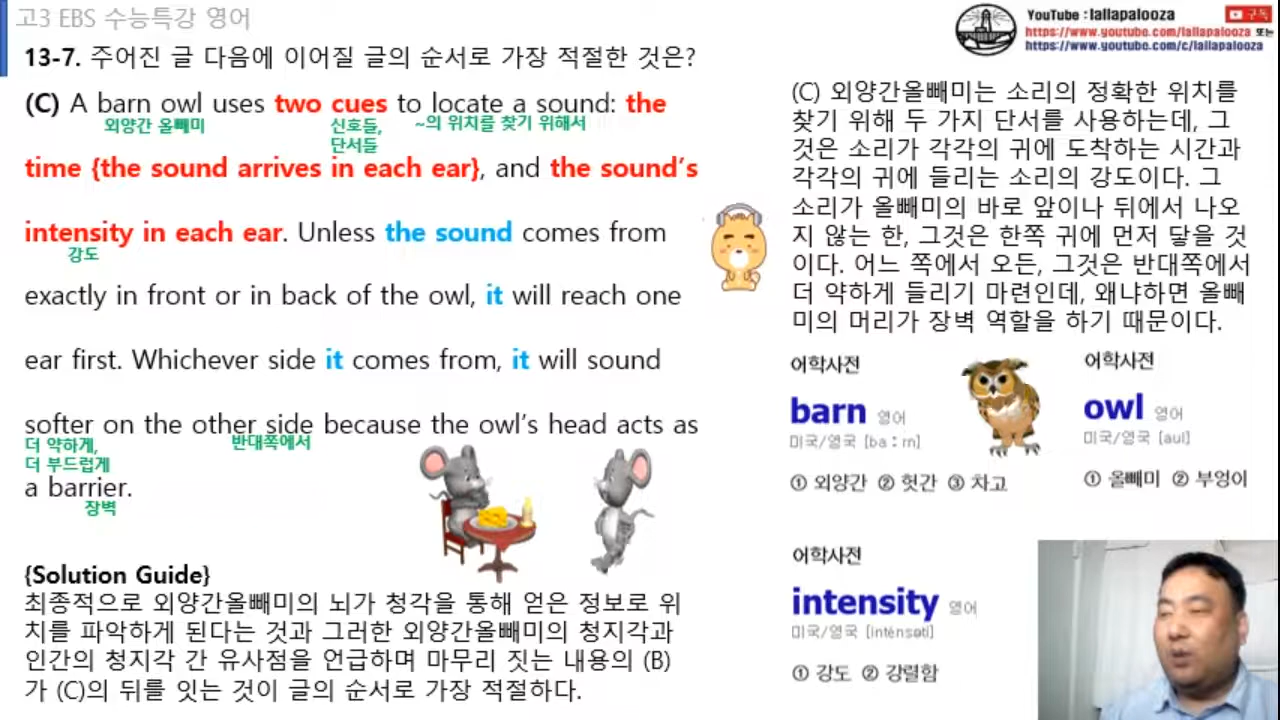 고3 EBS 수능특강 영어
YouTube : lallapalooza
구독
https://www.youtube.com/lallapalooza 또는
https://www.youtube.com/c/lallapalooza
13-7. 주어진 글 다음에 이어질 글의 순서로 가장 적절한 것은?
(C) A barn owl uses two cues to locate a sound: the
외양간 올빼미
신호들,
단서들
~의 위치를 찾기 위해서
time {the sound arrives in each ear}, and the sound's
intensity in each ear. Unless the sound comes from
강도
exactly in front or in back of the owl, it will reach one
ear first. Whichever side it comes from, it will sound
softer on the other side because the owl's head acts as
더 약하게,
더 부드럽게
반대쪽에서
a barrier.
장벽
{Solution Guide}
최종적으로 외양간올빼미의 뇌가 청각을 통해 얻은 정보로 위
치를 파악하게 된다는 것과 그러한 외양간올빼미의 청지각과
인간의 청지각 간 유사점을 언급하며 마무리 짓는 내용의 (B)
가 (C)의 뒤를 잇는 것이 글의 순서로 가장 적절하다.
(C) 외양간올빼미는 소리의 정확한 위치를
찾기 위해 두 가지 단서를 사용하는데, 그
것은 소리가 각각의 귀에 도착하는 시간과
각각의 귀에 들리는 소리의 강도이다. 그
소리가 올빼미의 바로 앞이나 뒤에서 나오
지 않는 한, 그것은 한쪽 귀에 먼저 닿을 것
이다. 어느 쪽에서 오든, 그것은 반대쪽에서
더 약하게 들리기 마련인데, 왜냐하면 올빼
미의 머리가 장벽 역할을 하기 때문이다.
어학사전
barn 영어
미국/영국 [bɑːrn]
① 외양간 ② 헛간 ③ 차고
어학사전
owl 영어
미국/영국 [aul]
① 올빼미 ② 부엉이
어학사전
intensity 영어
미국/영국 [inténsəti]
① 강도 ② 강렬함